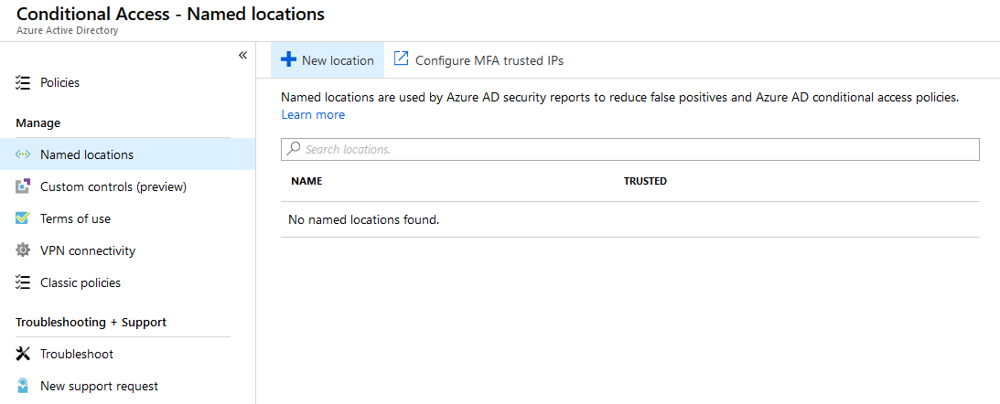 Conditional Access - Named locations
Azure Active Directory
«
Policies
Manage
Named locations
Custom controls (preview)
Terms of use
VPN connectivity
Classic policies
Troubleshooting + Support
Troubleshoot
New support request
New location
Configure MFA trusted IPs
Named locations are used by Azure AD security reports to reduce false positives and Azure AD conditional access policies.
Learn more
Search locations.
NAME TRUSTED
No named locations found.